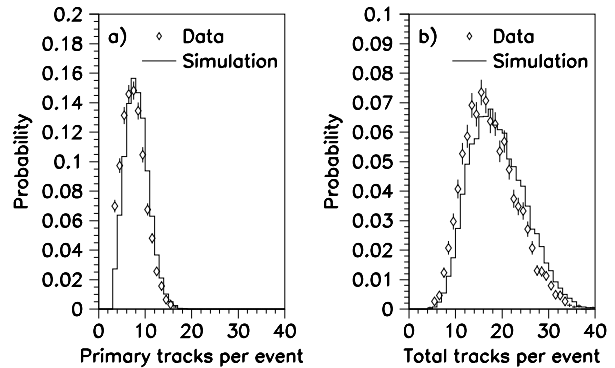 a)
Data
Simulation
Probability
0.2
0.18
0.16
0.14
0.12
0.1
0.08
0.06
0.04
0.02
0
0 10 20 30 40
Primary tracks per event
b)
Data
Simulation
Probability
0.1
0.09
0.08
0.07
0.06
0.05
0.04
0.03
0.02
0.01
0
0 10 20 30 40
Total tracks per event